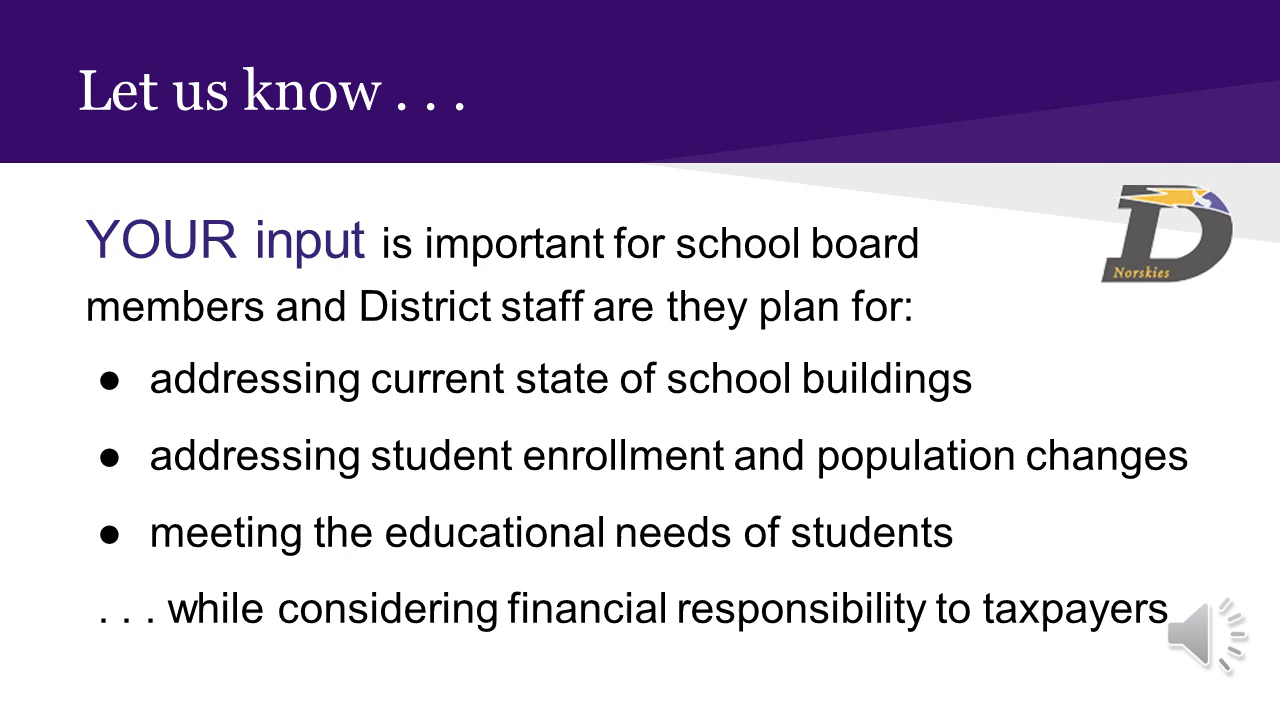 Let us know . . .
YOUR input is important for school board
members and District staff are they plan for:
● addressing current state of school buildings
● addressing student enrollment and population changes
● meeting the educational needs of students
. . . while considering financial responsibility to taxpayers
D
Norskies